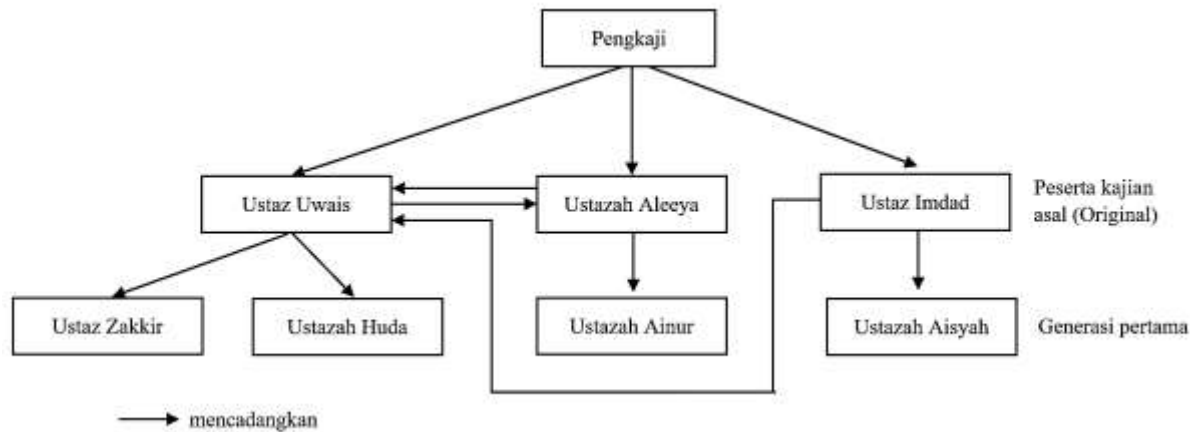 Pengkaji
Ustaz Uwais
Ustazah Aleeya
Ustaz Imdad
Peserta kajian
asal (Original)
Ustaz Zakkir
Ustazah Huda
Ustazah Ainur
Ustazah Aisyah
Generasi pertama
mencadangkan